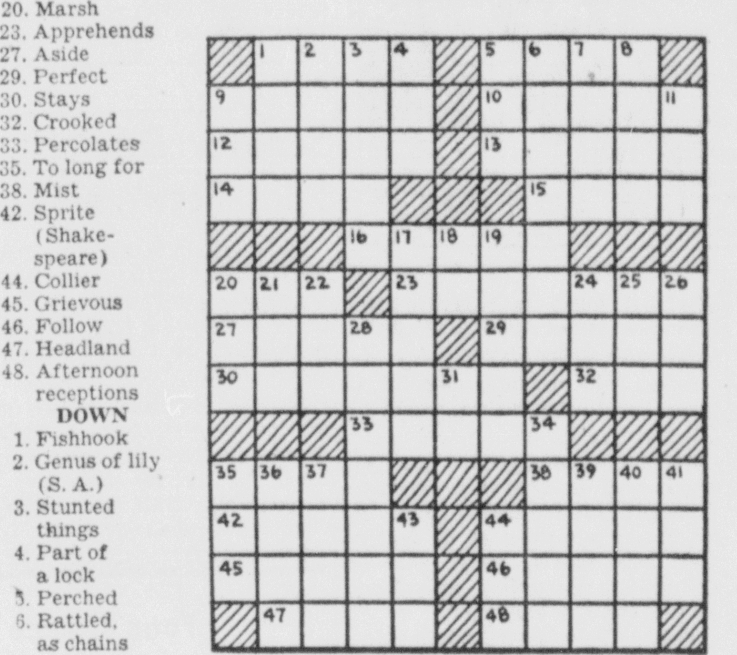 20. Marsh
23. Apprehends
27. Aside
29. Perfect
30. Stays
32. Crooked
33. Percolates
35. To long for
38. Mist
42. Sprite
(Shake-
speare)
44. Collier
45. Grievous
46. Follow
47. Headland
48. Afternoon
receptions
DOWN
1. Fishhook
2. Genus of lily
(S. A.)
3. Stunted
things
4. Part of
a lock
5. Perched
6. Rattled,
as chains
1 2 3 4 5 6 7 8
9 10 11
12 13
14 15
16 17 18 19
20 21 22 23 24 25 26
27 28 29
30 31 32
33 34
35 36 37 38 39 40 41
42 43 44
45 46
47 48